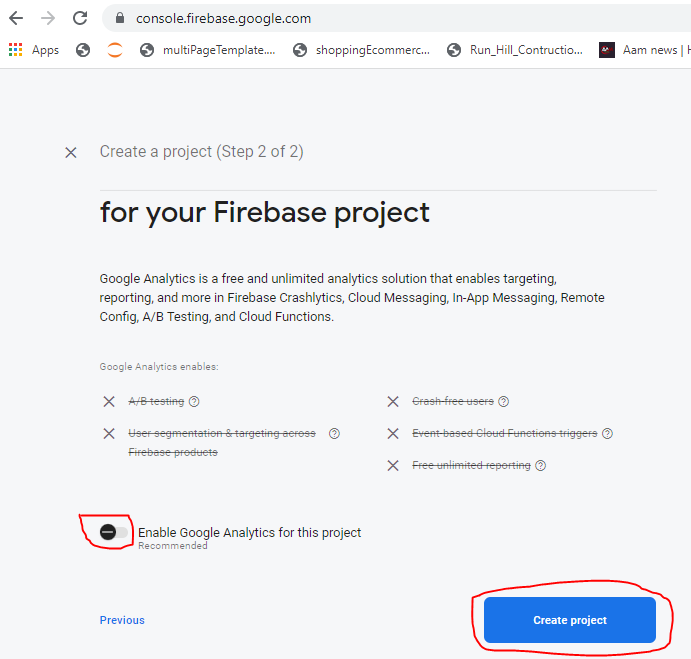 console.firebase.google.com
Apps
multiPageTemplate....
shoppingEcommerc...
Run_Hill_Contructio...
Aam news | H
Create a project (Step 2 of 2)
for your Firebase project
Google Analytics is a free and unlimited analytics solution that enables targeting,
reporting, and more in Firebase Crashlytics, Cloud Messaging, In-App Messaging, Remote
Config, A/B Testing, and Cloud Functions.
Google Analytics enables:
A/B testing
Crash-free users
User segmentation & targeting across
Firebase products
Event-based Cloud Functions triggers
Free unlimited reporting
Enable Google Analytics for this project
Recommended
Previous
Create project